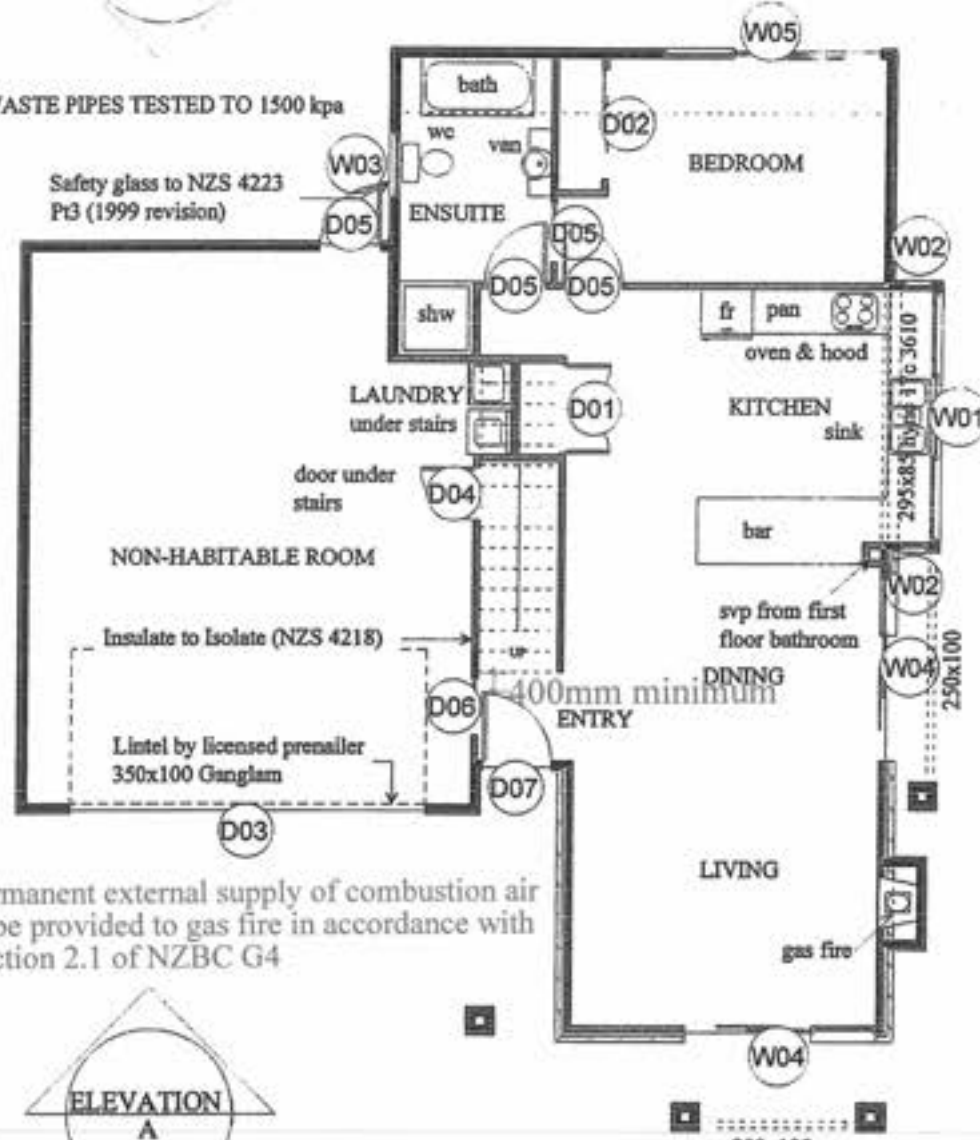 W05
bath
WASTE PIPES TESTED TO 1500 kpa
D02
wc
van
W03
BEDROOM
Safety glass to NZS 4223
Pt3 (1999 revision)
ENSUITE
D05
D05
W02
D05
D05
shw
fr
pan
oven & hood
LAUNDRY
under stairs
D01
KITCHEN
sink
W01
door under
stairs
D04
NON-HABITABLE ROOM
bar
W02
svp from first
floor bathroom
Insulate to Isolate (NZS 4218)
UP
W04
250x100
DINING
400mm minimum
D06
ENTRY
Lintel by licensed prenailer
350x100 Ganglam
D07
D03
LIVING
rmanent external supply of combustion air
be provided to gas fire in accordance with
ction 2.1 of NZBC G4
gas fire
W04
ELEVATION
A